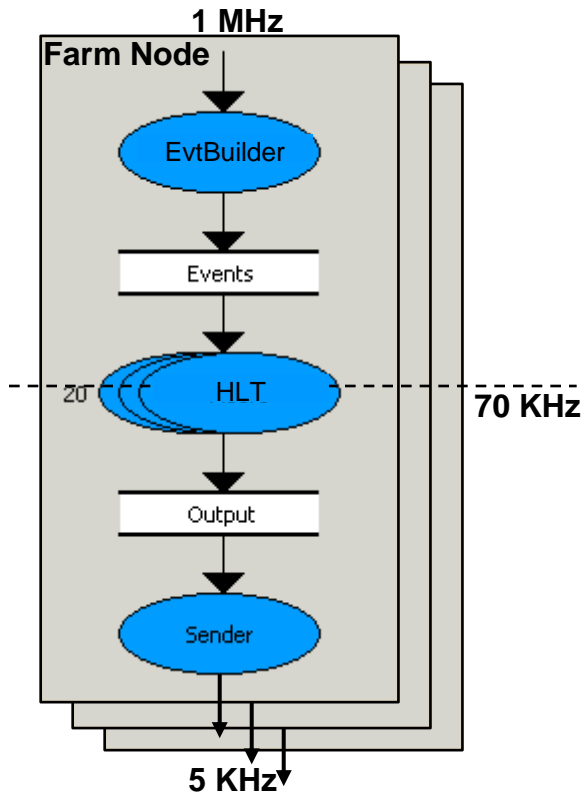 1 MHz
Farm Node
EvtBuilder
Events
20
HLT
70 KHz
Output
Sender
5 KHz